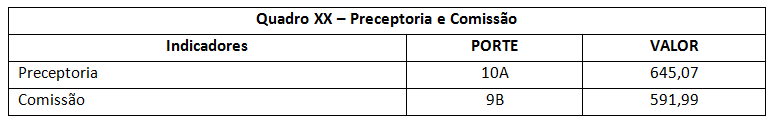 Quadro XX – Preceptoria e Comissão
Indicadores PORTE VALOR
Preceptoria 10A 645,07
Comissão 9B 591,99